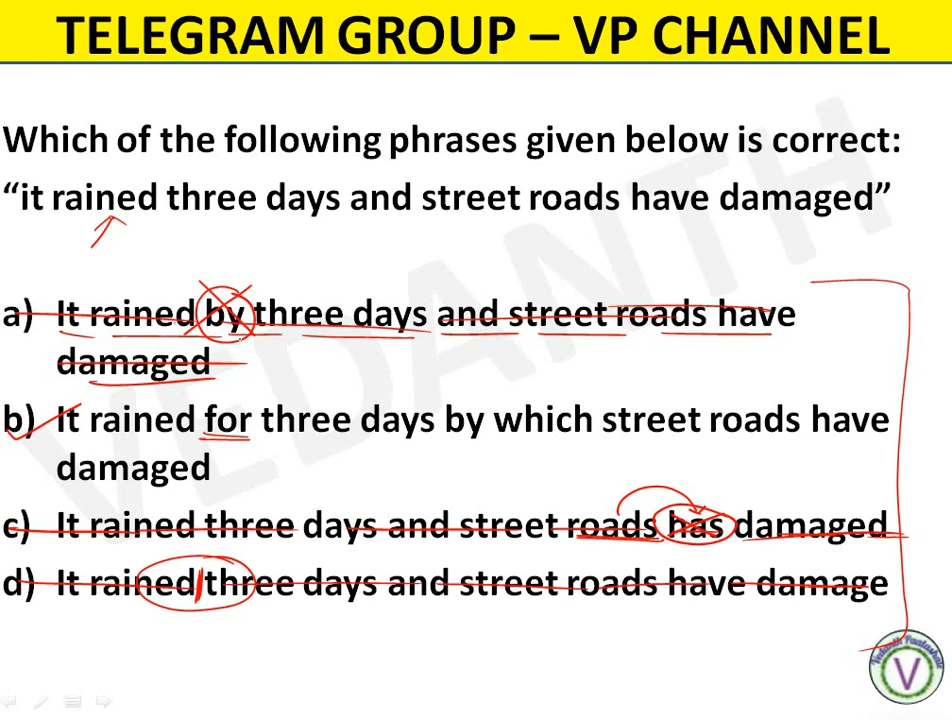 TELEGRAM GROUP – VP CHANNEL
Which of the following phrases given below is correct:
“it rained three days and street roads have damaged”
a) It rained by three days and street roads have
damaged
b) It rained for three days by which street roads have
damaged
c) It rained three days and street roads has damaged
d) It rained three days and street roads have damage
VEDANTH
Vedanth Paatashale
V